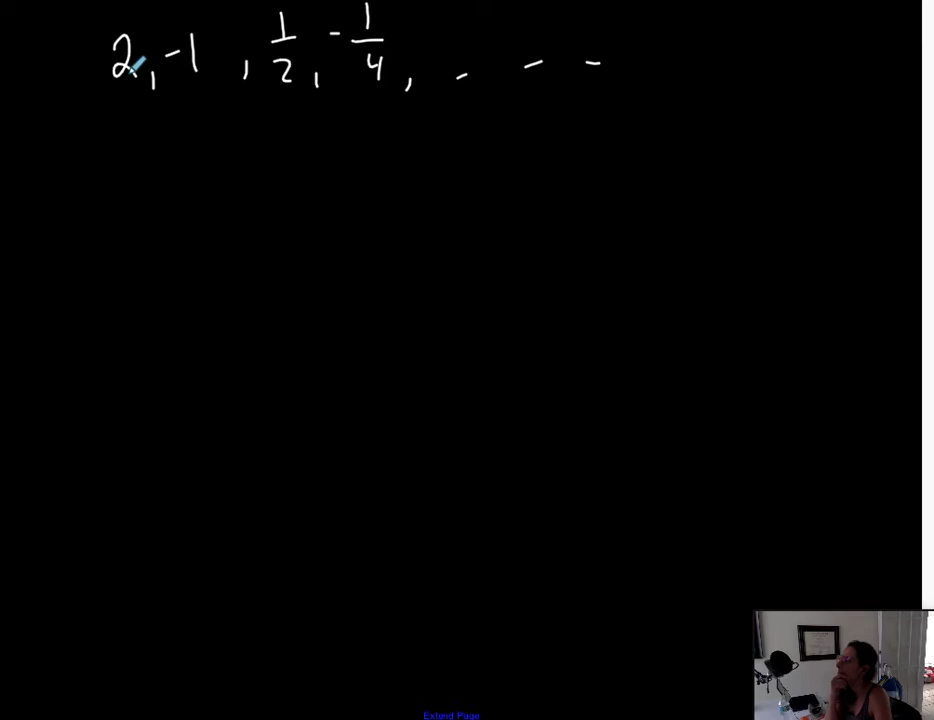 2, -1, 1/2, -1/4, . - -
Extend Page